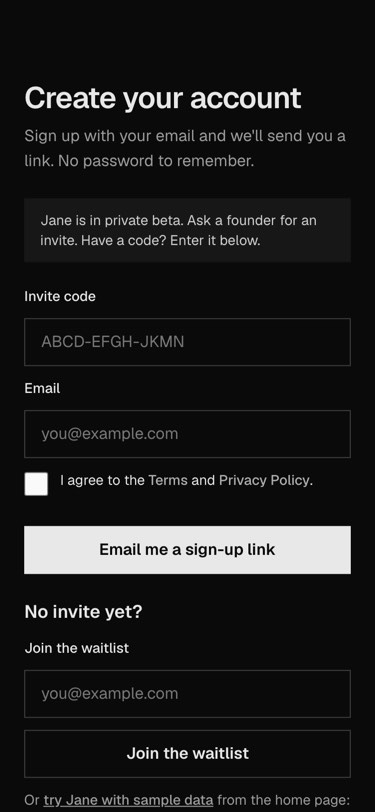 Create your account
Sign up with your email and we'll send you a
link. No password to remember.
Jane is in private beta. Ask a founder for an
invite. Have a code? Enter it below.
Invite code
ABCD-EFGH-JKMN
Email
you@example.com
I agree to the Terms and Privacy Policy.
Email me a sign-up link
No invite yet?
Join the waitlist
you@example.com
Join the waitlist
Or try Jane with sample data from the home page: